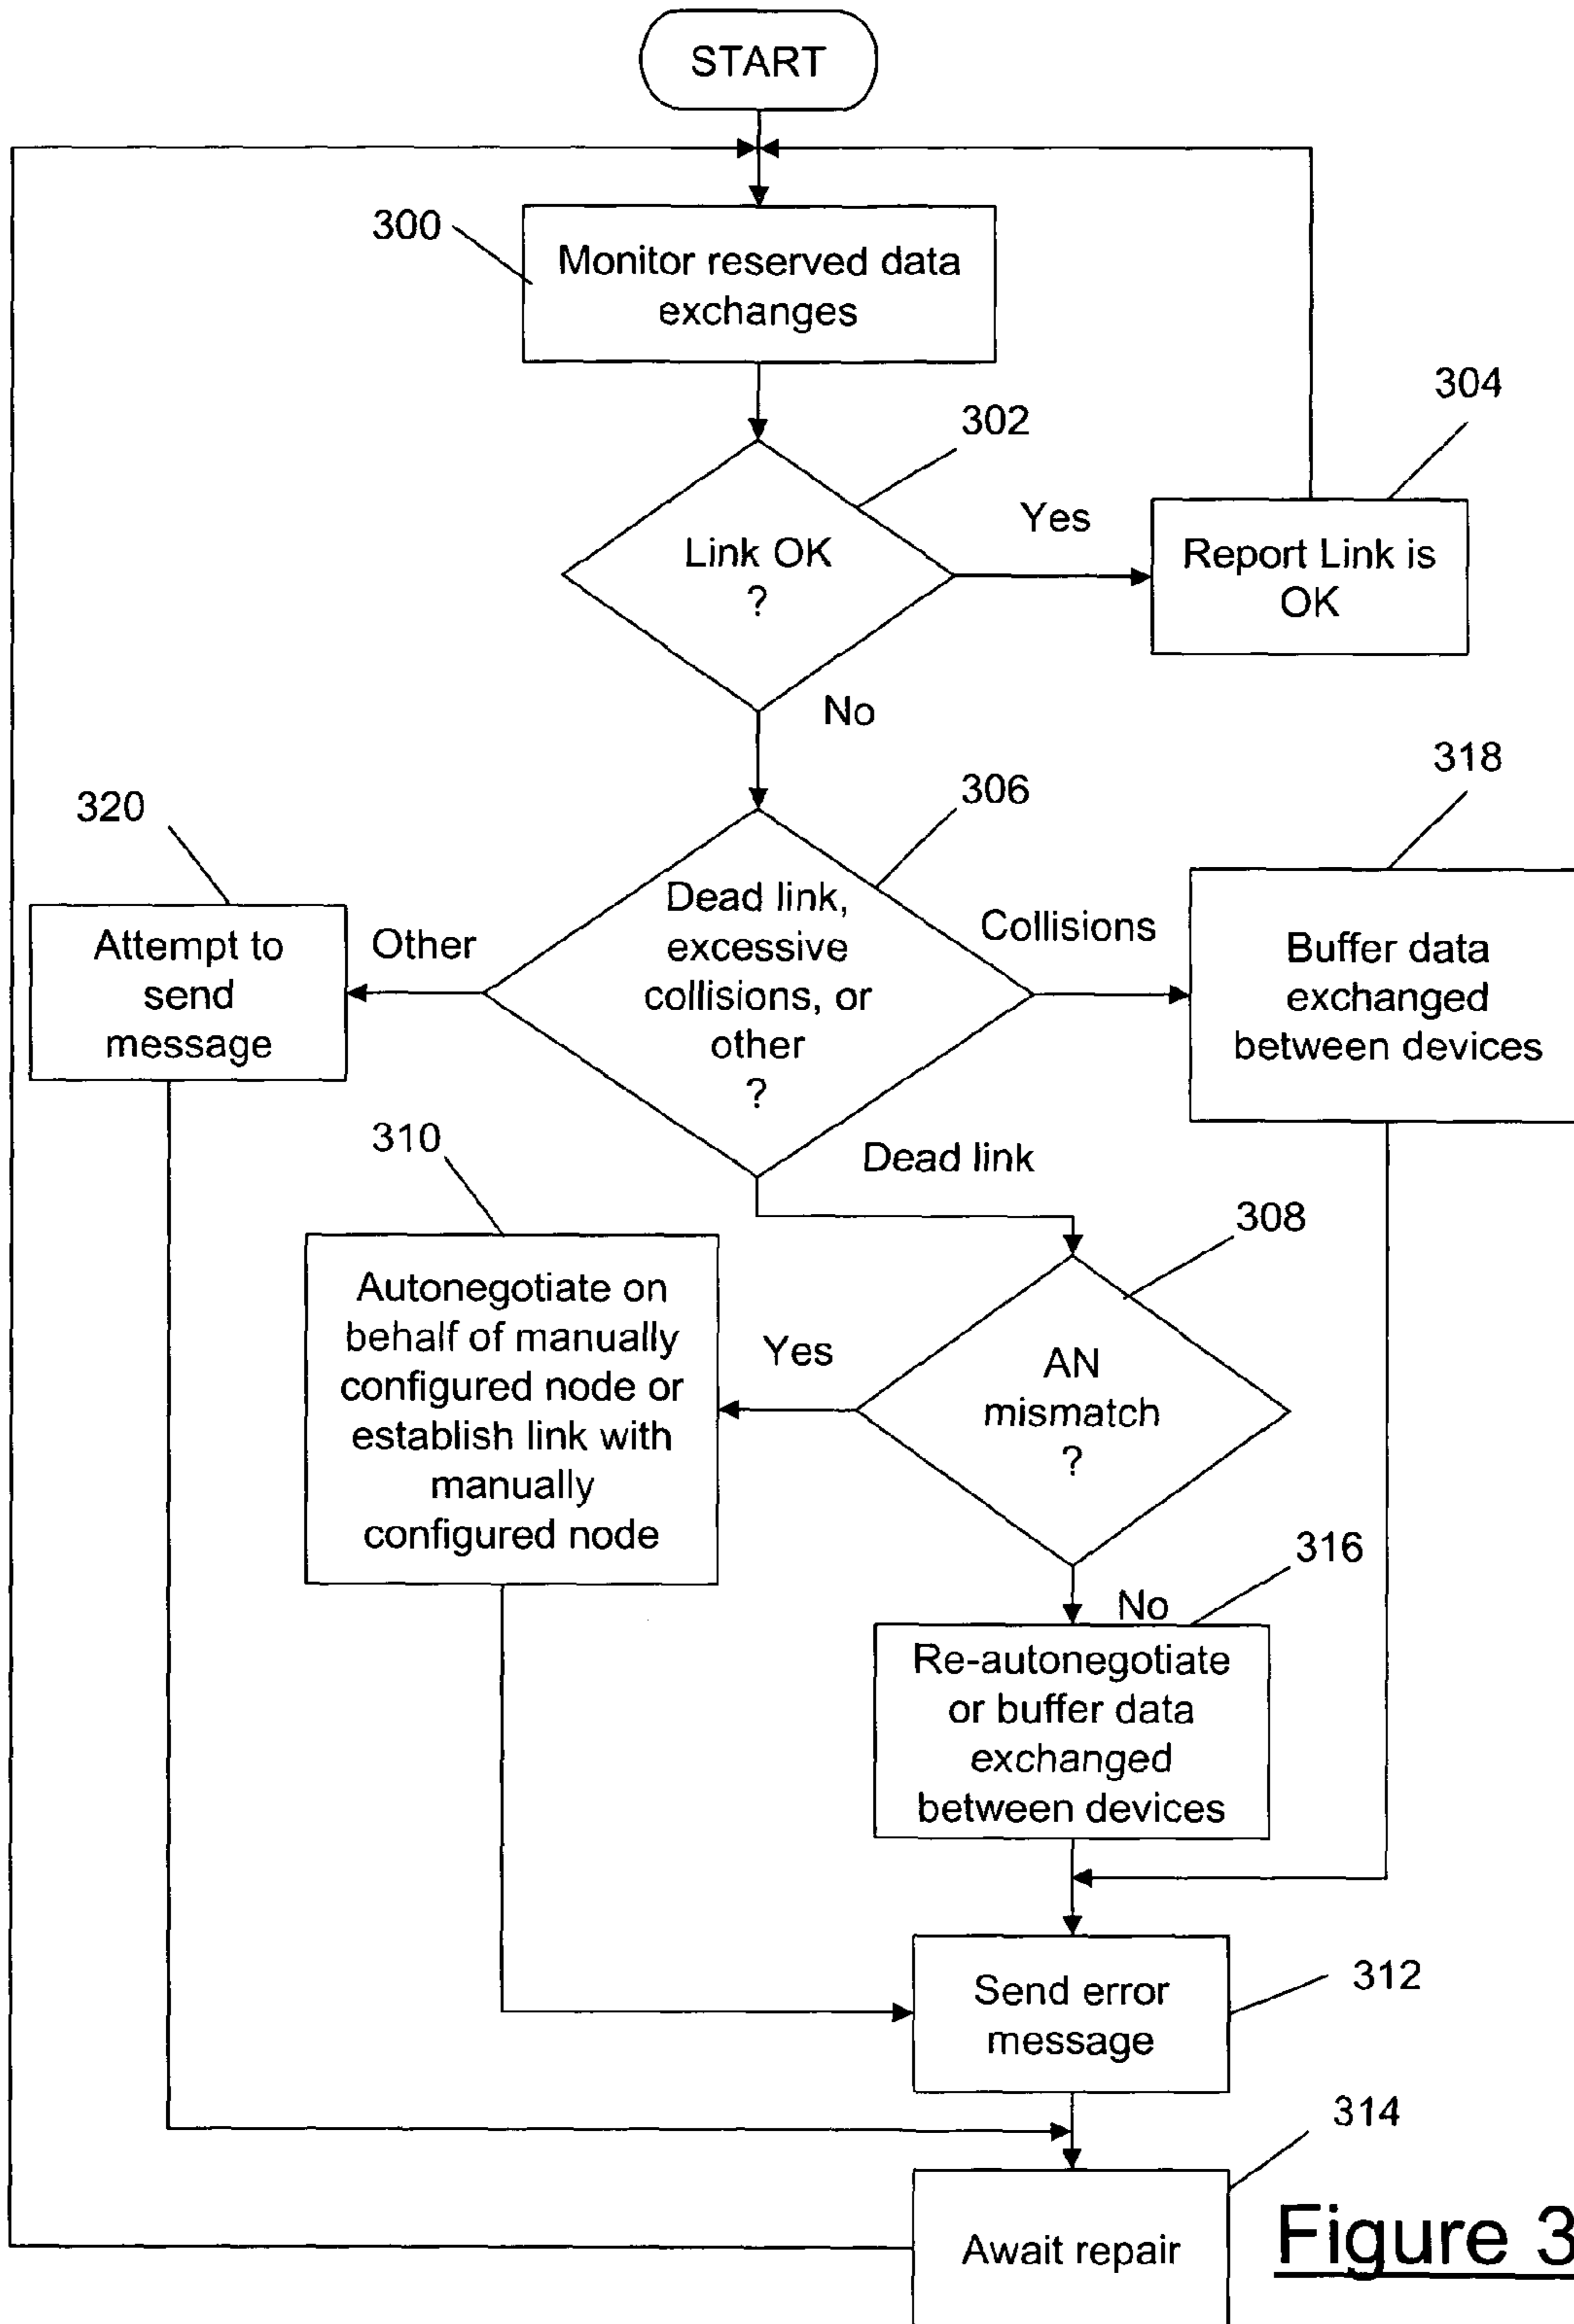 START
300
Monitor reserved data
exchanges
304
302
Yes
Link OK
?
Report Link is
OK
No
318
306
320
Dead link,
excessive
collisions, or
other
?
Collisions
Other
Attempt to
send
message
Buffer data
exchanged
between devices
310
Dead link
308
Autonegotiate on
behalf of manually
configured node or
establish link with
manually
configured node
Yes
AN
mismatch
?
316
No
Re-autonegotiate
or buffer data
exchanged
between devices
312
Send error
message
314
Await repair
Figure 3